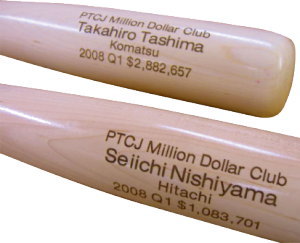 PTCJ Million Dollar Club
Takahiro Tashima
Komatsu
2008 Q1 $2,882,657
PTCJ Million Dollar Club
Seiichi Nishiyama
Hitachi
2008 Q1 $1,083,701